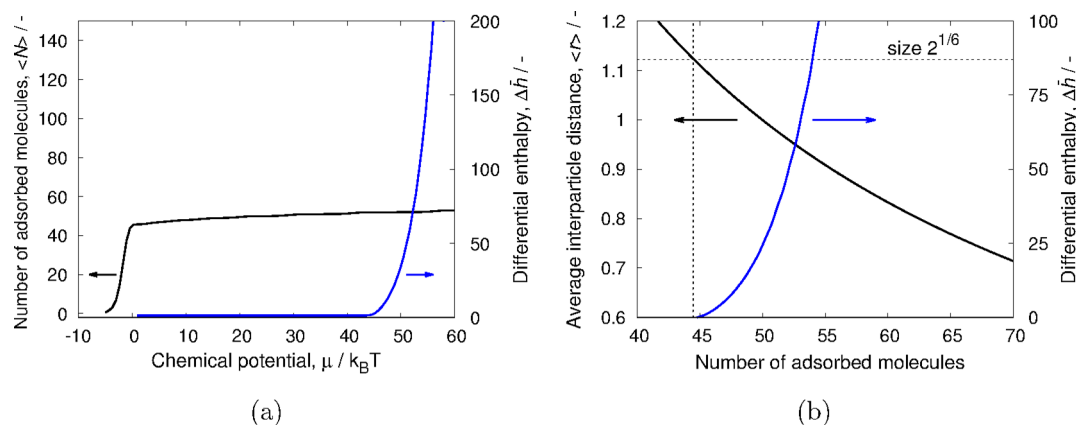 Number of adsorbed molecules, <N> / -
140
120
100
80
60
40
20
0
-10 0 10 20 30 40 50 60
Chemical potential, μ / k_BT
200
150
100
50
0
Differential enthalpy, Δh̄ / -
(a)
Average interparticle distance, <r> / -
1.2
1.1
1
0.9
0.8
0.7
0.6
size 2^{1/6}
40 45 50 55 60 65 70
Number of adsorbed molecules
100
75
50
25
0
Differential enthalpy, Δh̄ / -
(b)